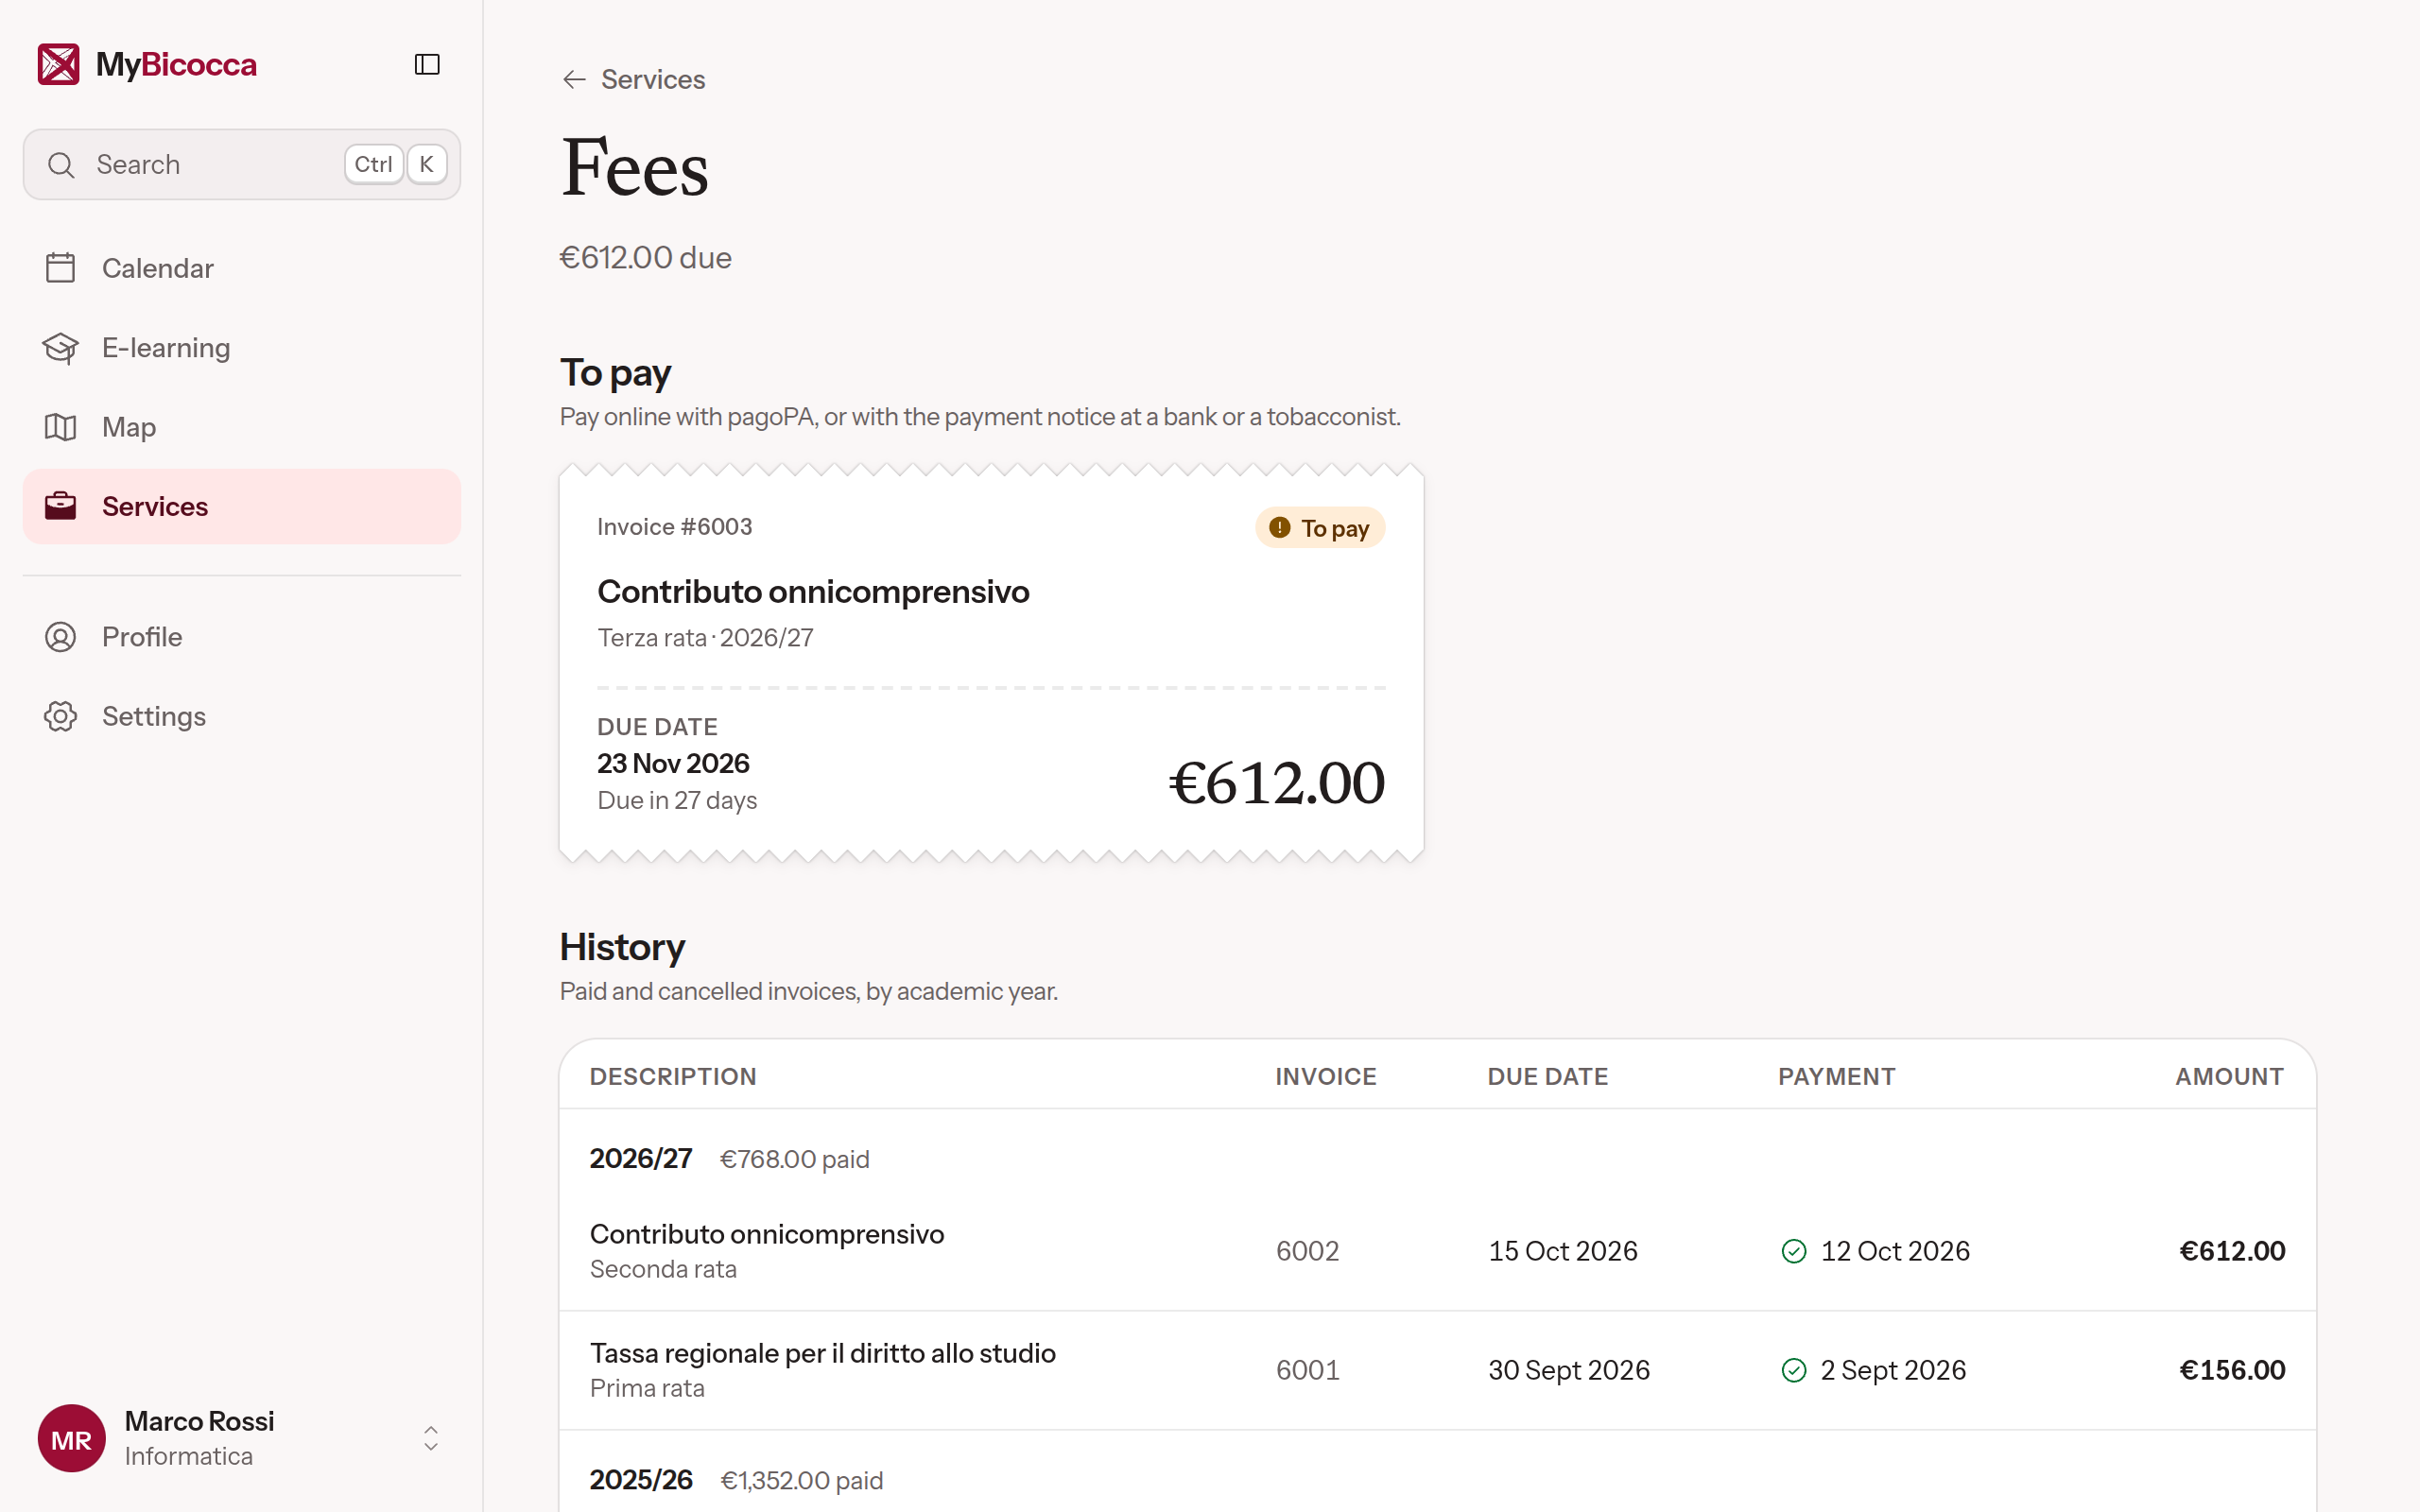 MyBicocca
Search Ctrl K
Calendar
E-learning
Map
Services
Profile
Settings
MR
Marco Rossi
Informatica
Services
Fees
€612.00 due
To pay
Pay online with pagoPA, or with the payment notice at a bank or a tobacconist.
Invoice #6003
To pay
Contributo onnicomprensivo
Terza rata · 2026/27
DUE DATE
23 Nov 2026
Due in 27 days
€612.00
History
Paid and cancelled invoices, by academic year.
DESCRIPTION INVOICE DUE DATE PAYMENT AMOUNT
2026/27 €768.00 paid
Contributo onnicomprensivo
Seconda rata
6002 15 Oct 2026 12 Oct 2026 €612.00
Tassa regionale per il diritto allo studio
Prima rata
6001 30 Sept 2026 2 Sept 2026 €156.00
2025/26 €1,352.00 paid